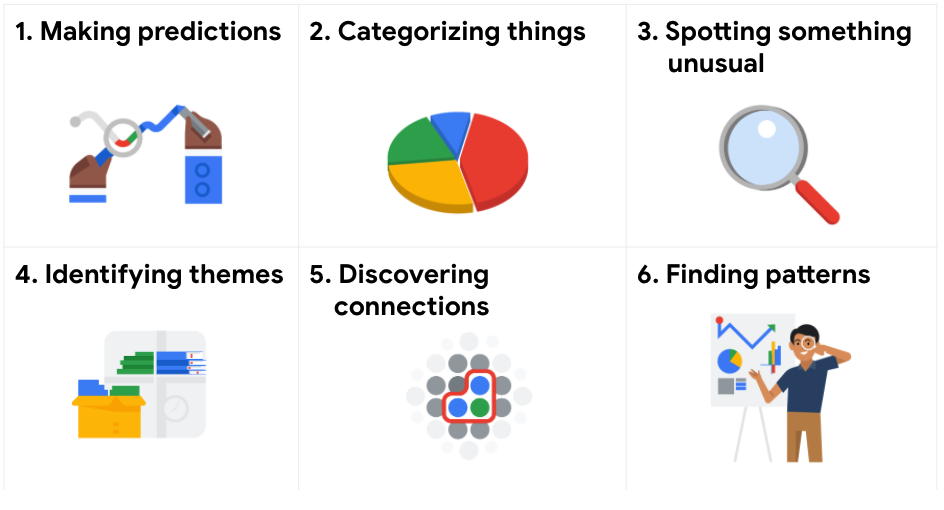 1. Making predictions
2. Categorizing things
3. Spotting something
unusual
4. Identifying themes
5. Discovering
connections
6. Finding patterns